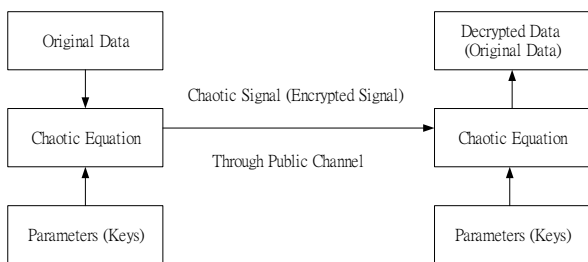 Original Data
Decrypted Data
(Original Data)
Chaotic Signal (Encrypted Signal)
Chaotic Equation
Chaotic Equation
Through Public Channel
Parameters (Keys)
Parameters (Keys)